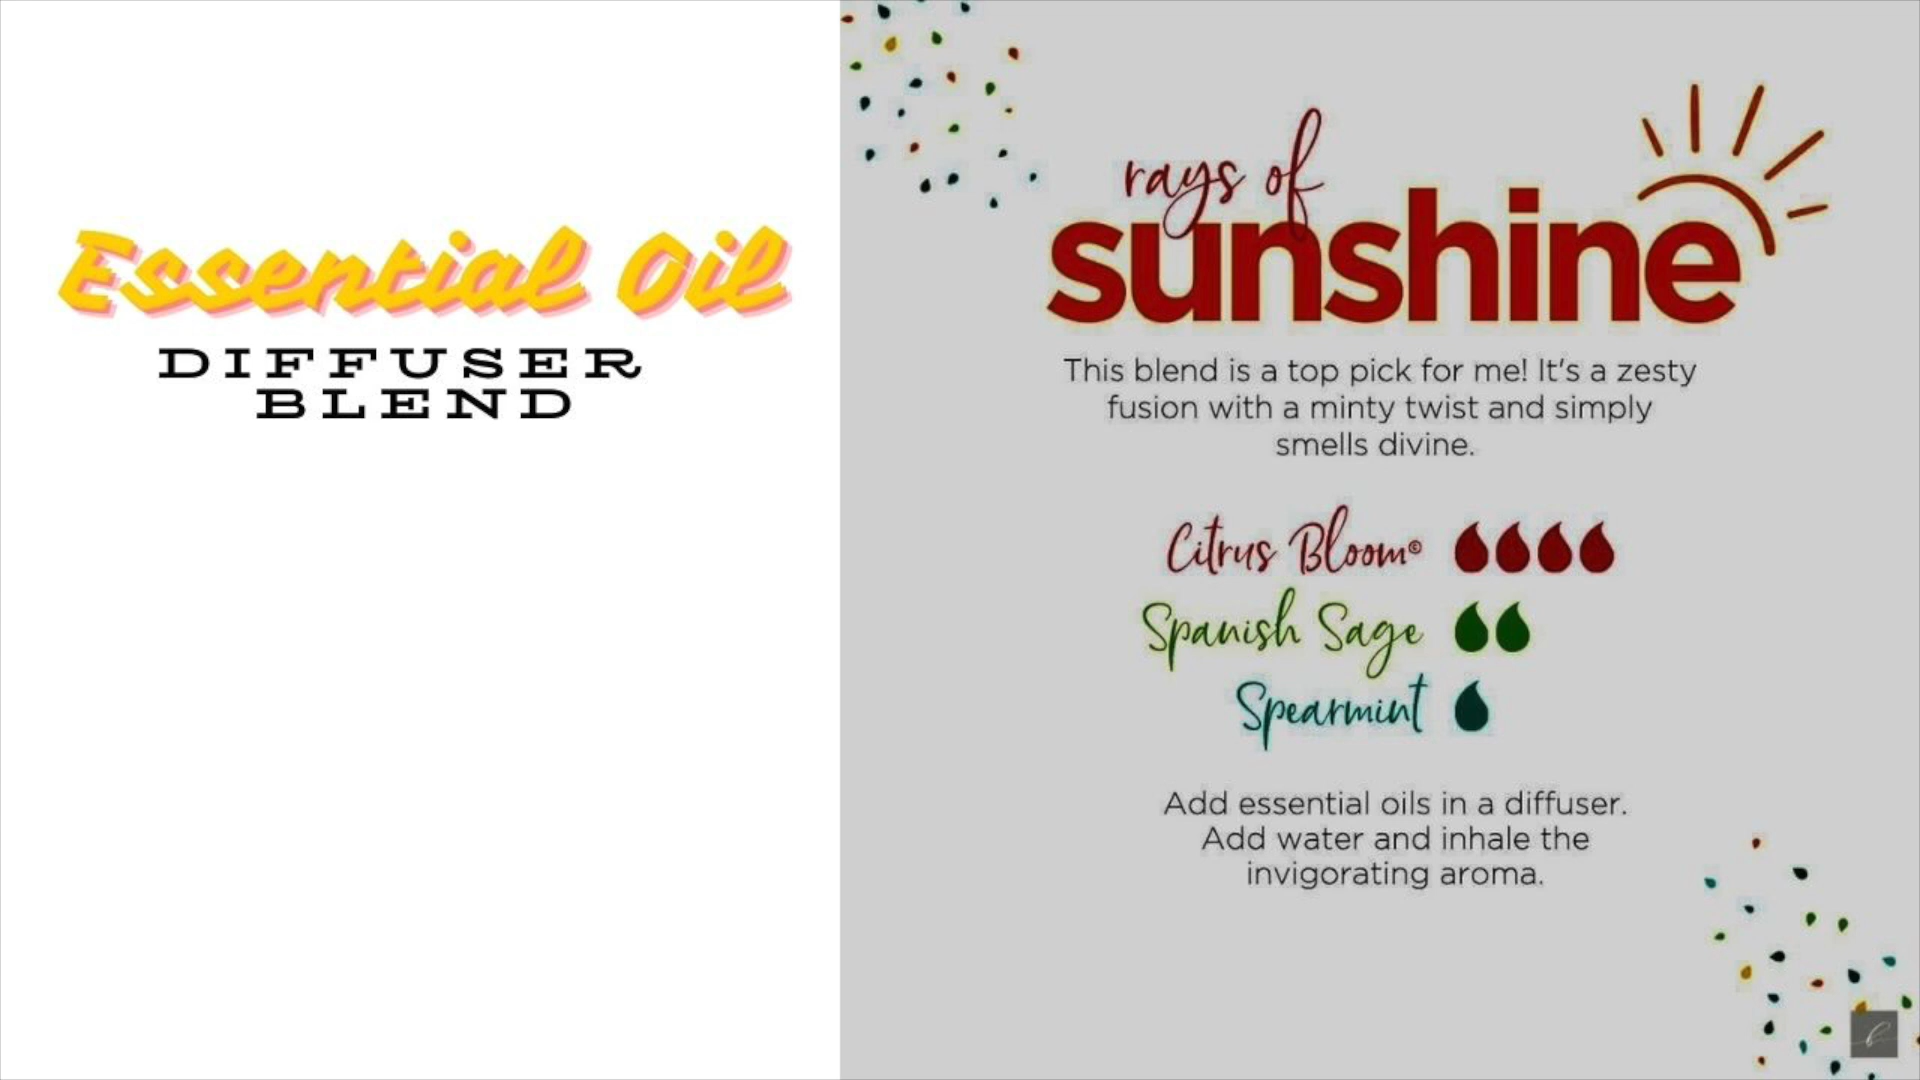 Essential Oil
DIFFUSER
BLEND
rays of
sunshine
This blend is a top pick for me! It's a zesty
fusion with a minty twist and simply
smells divine.
Citrus Bloom©
Spanish Sage
Spearmint
Add essential oils in a diffuser.
Add water and inhale the
invigorating aroma.